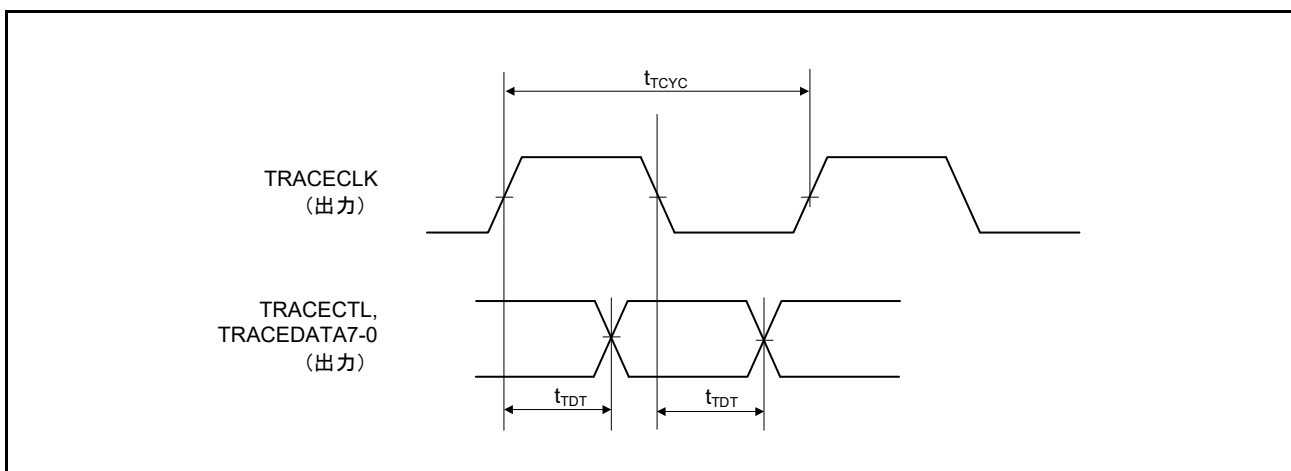 tTCYC
TRACECLK
（出力）
TRACECTL,
TRACEDATA7-0
（出力）
tTDT
tTDT